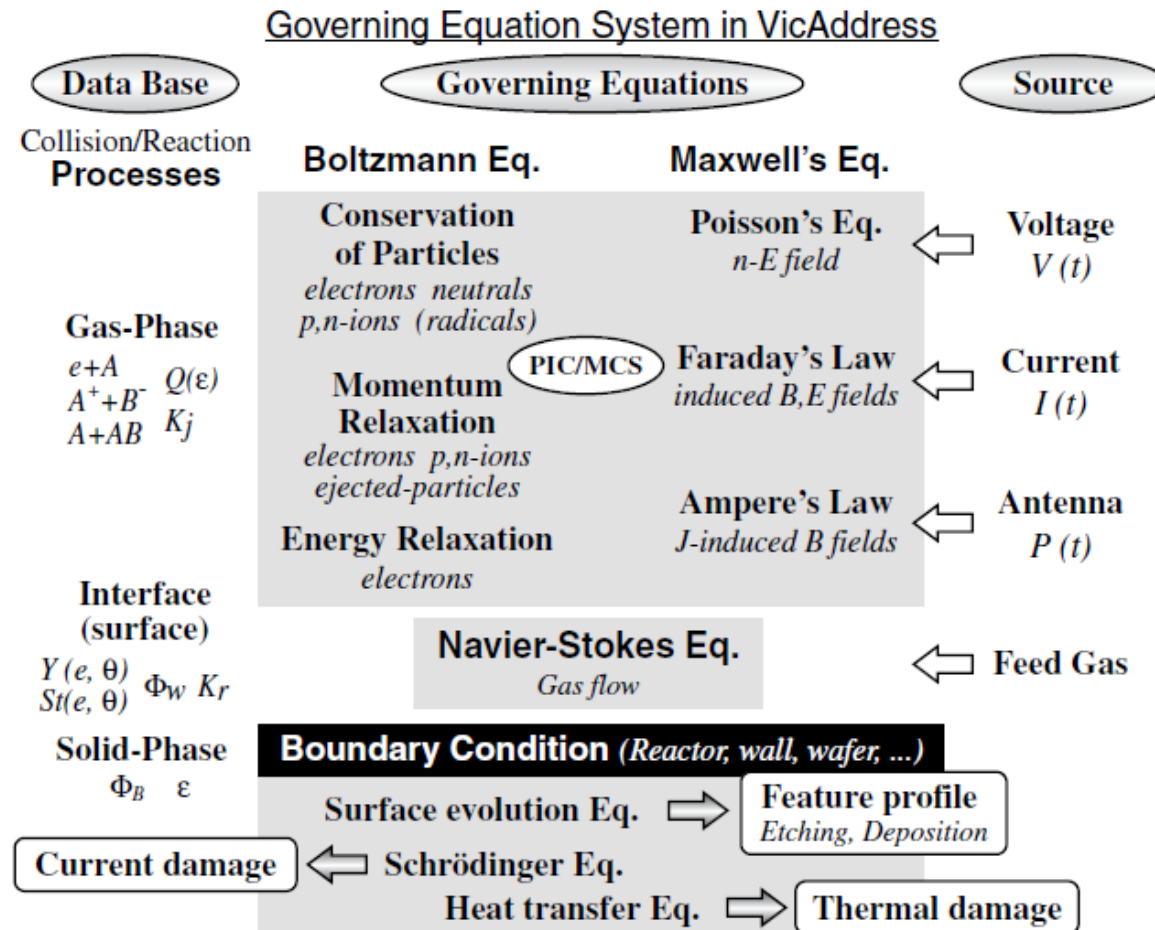 Governing Equation System in VicAddress
Data Base
Governing Equations
Source
Collision/Reaction
Processes
Boltzmann Eq.
Maxwell's Eq.
Conservation
of Particles
electrons neutrals
p,n-ions (radicals)
Poisson's Eq.
n-E field
Voltage
V (t)
Gas-Phase
e+A
A⁺+B⁻
A+AB
Q(ε)
Kj
PIC/MCS
Momentum
Relaxation
electrons p,n-ions
ejected-particles
Faraday's Law
induced B,E fields
Current
I (t)
Energy Relaxation
electrons
Ampere's Law
J-induced B fields
Antenna
P (t)
Interface
(surface)
Y (e, θ)
St(e, θ)
Φw Kr
Navier-Stokes Eq.
Gas flow
Feed Gas
Solid-Phase
ΦB ε
Boundary Condition (Reactor, wall, wafer, ...)
Surface evolution Eq.
Feature profile
Etching, Deposition
Current damage
Schrödinger Eq.
Heat transfer Eq.
Thermal damage